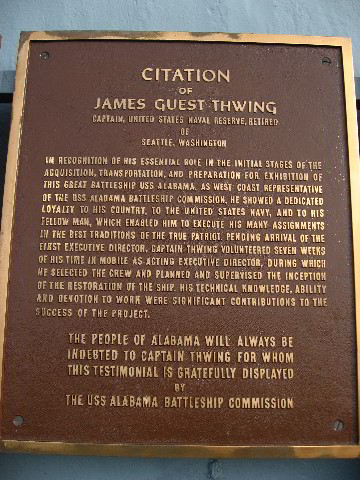 CITATION
OF
JAMES GUEST THWING
CAPTAIN, UNITED STATES NAVAL RESERVE, RETIRED
OF
SEATTLE, WASHINGTON
IN RECOGNITION OF HIS ESSENTIAL ROLE IN THE INITIAL STAGES OF THE
ACQUISITION, TRANSPORTATION, AND PREPARATION FOR EXHIBITION OF
THIS GREAT BATTLESHIP USS ALABAMA. AS WEST COAST REPRESENTATIVE
OF THE USS ALABAMA BATTLESHIP COMMISSION, HE SHOWED A DEDICATED
LOYALTY TO HIS COUNTRY, TO THE UNITED STATES NAVY, AND TO HIS
FELLOW MAN, WHICH ENABLED HIM TO EXECUTE HIS MANY ASSIGNMENTS
IN THE BEST TRADITIONS OF THE TRUE PATRIOT. PENDING ARRIVAL OF THE
FIRST EXECUTIVE DIRECTOR, CAPTAIN THWING VOLUNTEERED SEVEN WEEKS
OF HIS TIME IN MOBILE AS ACTING EXECUTIVE DIRECTOR, DURING WHICH
HE SELECTED THE CREW AND PLANNED AND SUPERVISED THE INCEPTION
OF THE RESTORATION OF THE SHIP. HIS TECHNICAL KNOWLEDGE, ABILITY
AND DEVOTION TO WORK WERE SIGNIFICANT CONTRIBUTIONS TO THE
SUCCESS OF THE PROJECT.
THE PEOPLE OF ALABAMA WILL ALWAYS BE
INDEBTED TO CAPTAIN THWING FOR WHOM
THIS TESTIMONIAL IS GRATEFULLY DISPLAYED
BY
THE USS ALABAMA BATTLESHIP COMMISSION